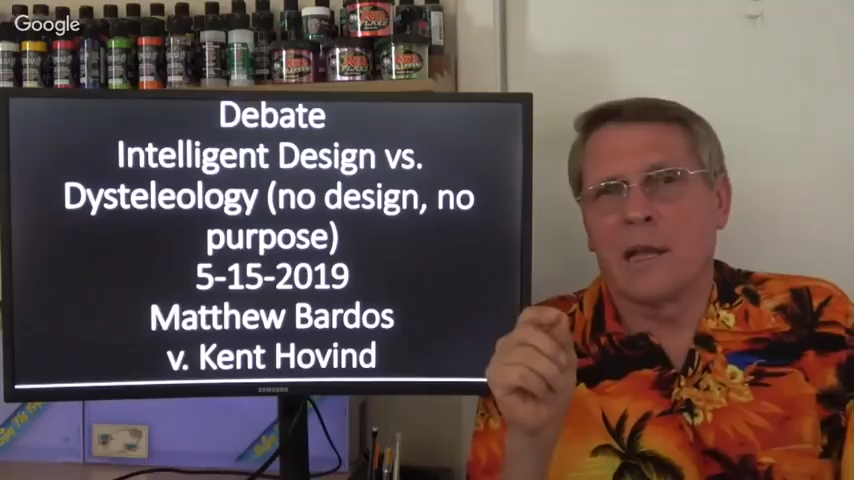 Google
Debate
Intelligent Design vs.
Dysteleology (no design, no
purpose)
5-15-2019
Matthew Bardos
v. Kent Hovind
SAMSUNG